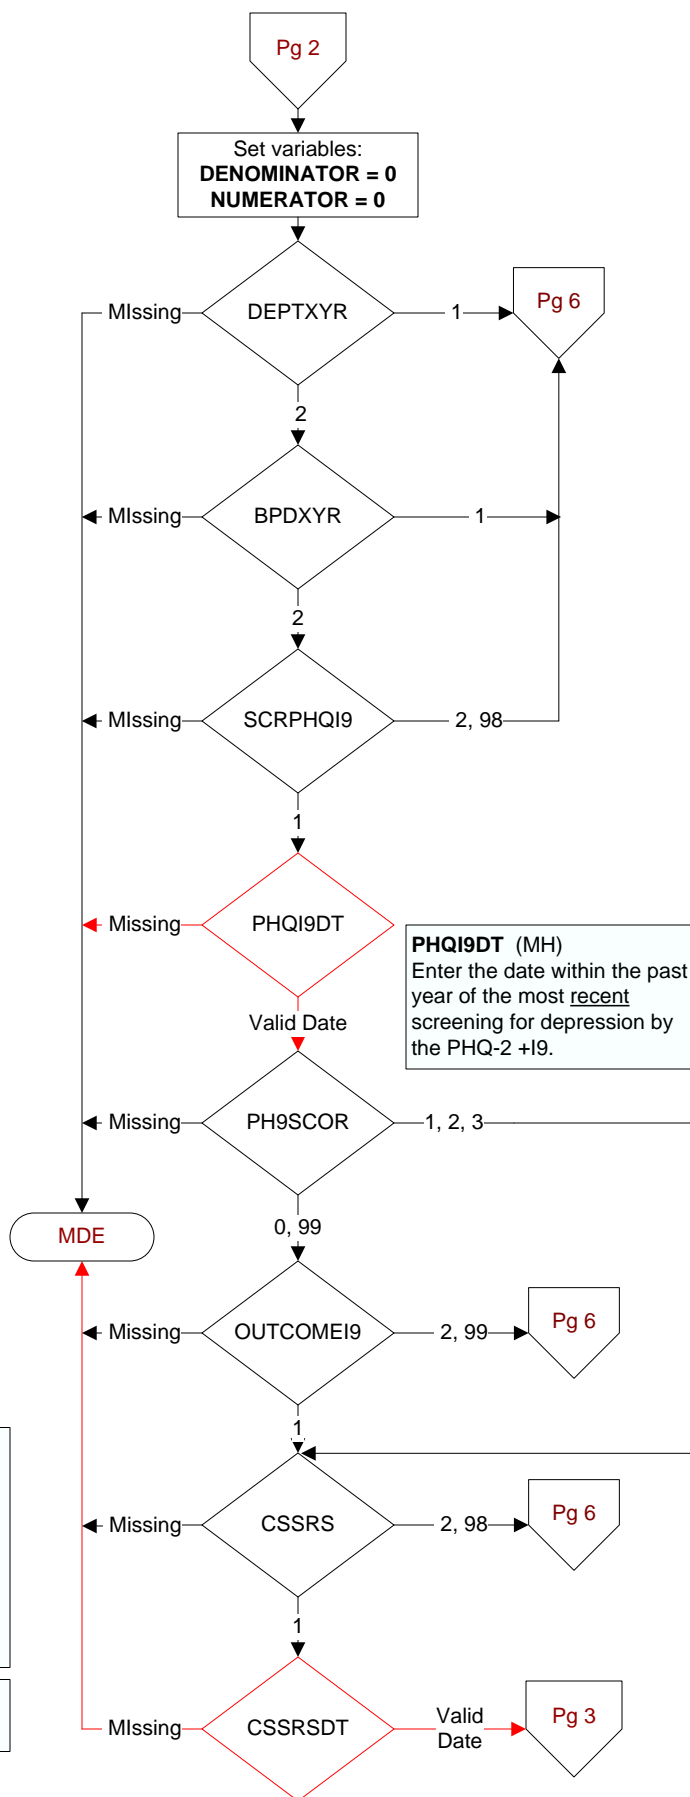 Pg 2
Set variables:
DENOMINATOR = 0
NUMERATOR = 0
MIssing
DEPTXYR
1
Pg 6
2
MIssing
BPDXYR
1
2
MIssing
SCRPHQI9
2, 98
1
Missing
PHQI9DT
PHQI9DT (MH)
Enter the date within the past
year of the most recent
screening for depression by
the PHQ-2 +I9.
Valid Date
Missing
PH9SCOR
1, 2, 3
MDE
0, 99
Missing
OUTCOMEI9
2, 99
Pg 6
1
Missing
CSSRS
2, 98
Pg 6
1
MIssing
CSSRSDT
Valid
Date
Pg 3